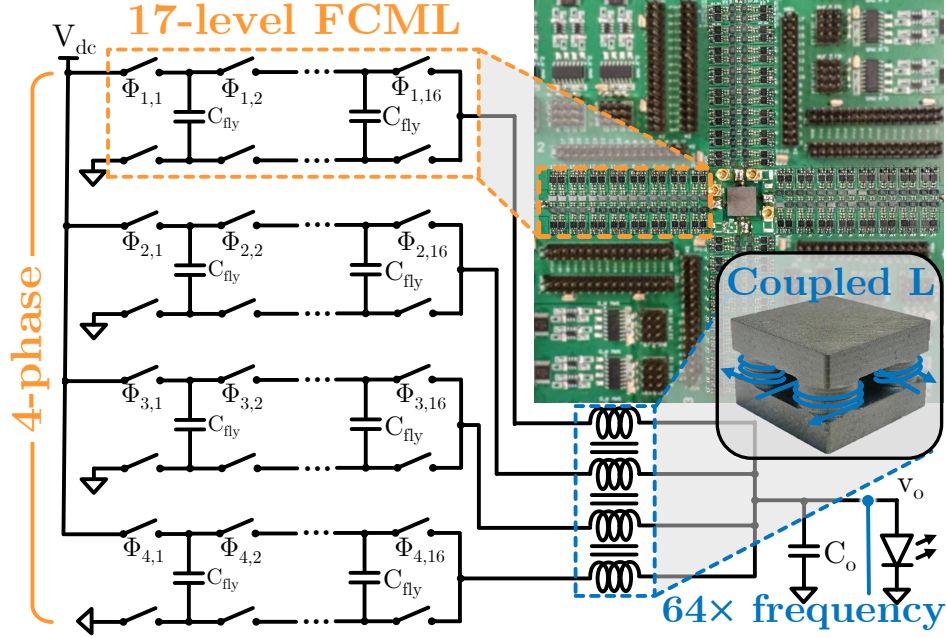 17-level FCML
V_dc
Φ_1,1
Φ_1,2
Φ_1,16
C_fly
C_fly
4-phase
Φ_2,1
Φ_2,2
Φ_2,16
C_fly
C_fly
Coupled L
Φ_3,1
Φ_3,2
Φ_3,16
C_fly
C_fly
v_o
Φ_4,1
Φ_4,2
Φ_4,16
C_fly
C_fly
C_o
64× frequency